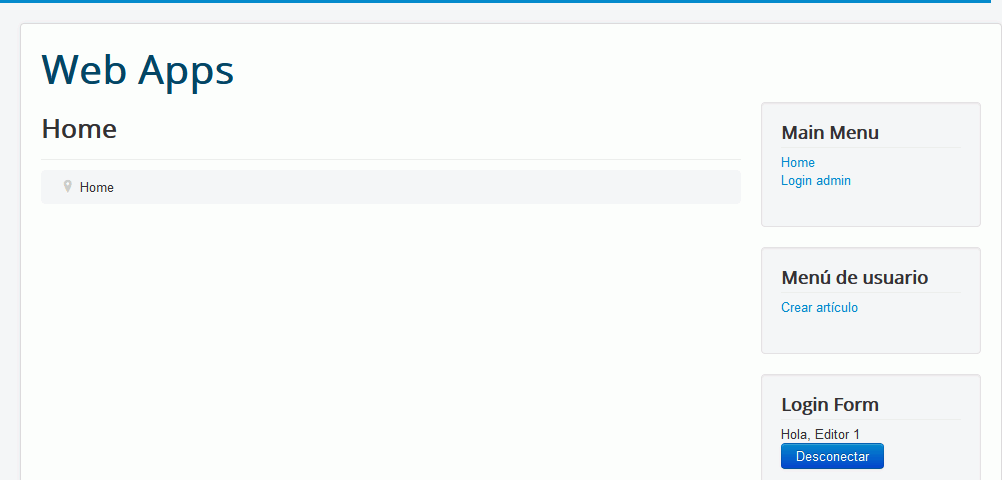 Web Apps
Home
Home
Main Menu
Home
Login admin
Menú de usuario
Crear artículo
Login Form
Hola, Editor 1
Desconectar